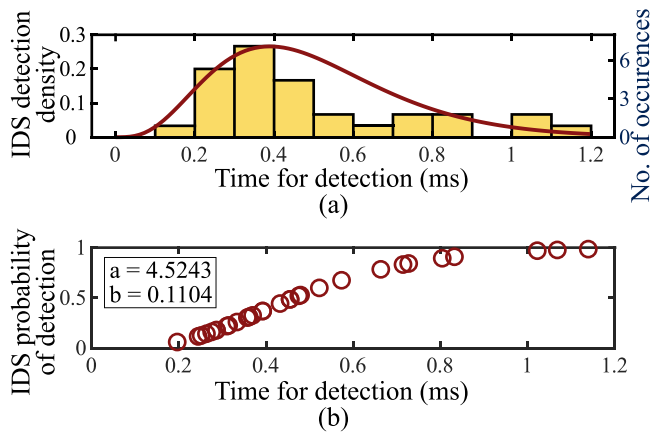 IDS detection
density
0.3
0.2
0.1
0
6
3
0
No. of occurences
0 0.2 0.4 0.6 0.8 1 1.2
Time for detection (ms)
(a)
IDS probability
of detection
1
0.5
0
a = 4.5243
b = 0.1104
0 0.2 0.4 0.6 0.8 1 1.2
Time for detection (ms)
(b)